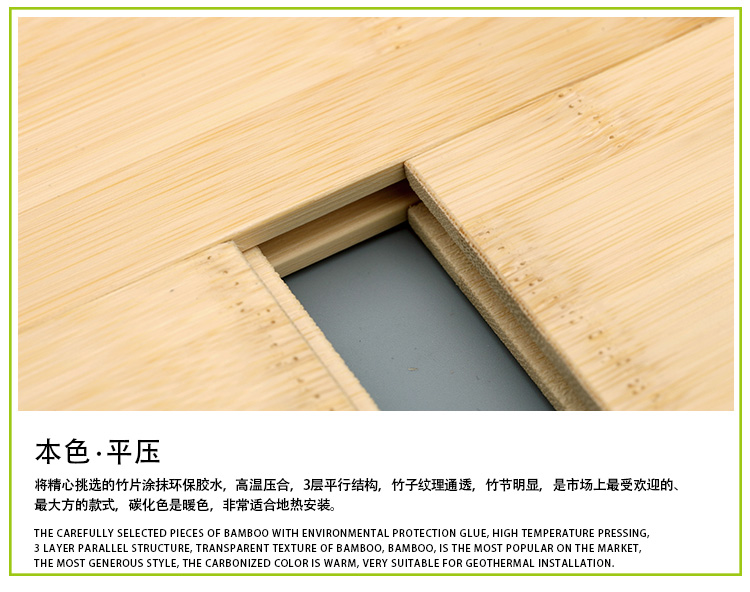 本色·平压
将精心挑选的竹片涂抹环保胶水，高温压合，3层平行结构，竹子纹理通透，竹节明显，是市场上最受欢迎的、
最大方的款式，碳化色是暖色，非常适合地热安装。
THE CAREFULLY SELECTED PIECES OF BAMBOO WITH ENVIRONMENTAL PROTECTION GLUE, HIGH TEMPERATURE PRESSING,
3 LAYER PARALLEL STRUCTURE, TRANSPARENT TEXTURE OF BAMBOO, BAMBOO, IS THE MOST POPULAR ON THE MARKET,
THE MOST GENEROUS STYLE, THE CARBONIZED COLOR IS WARM, VERY SUITABLE FOR GEOTHERMAL INSTALLATION.